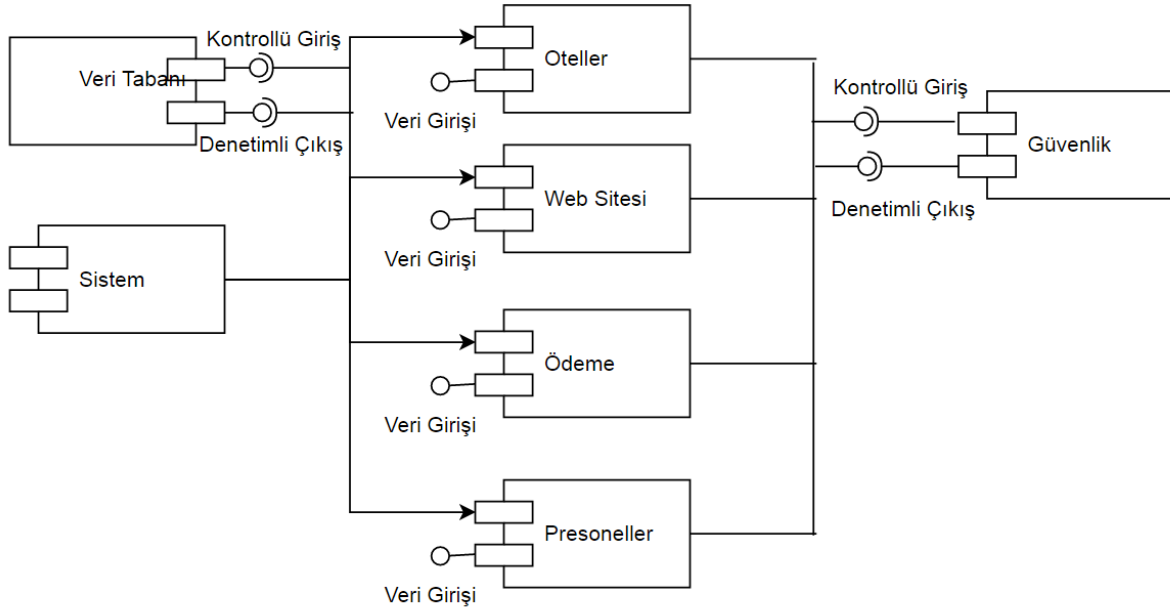 Kontrollü Giriş
Veri Tabanı
Denetimli Çıkış
Sistem
Oteller
Veri Girişi
Web Sitesi
Veri Girişi
Ödeme
Veri Girişi
Presoneller
Veri Girişi
Kontrollü Giriş
Güvenlik
Denetimli Çıkış